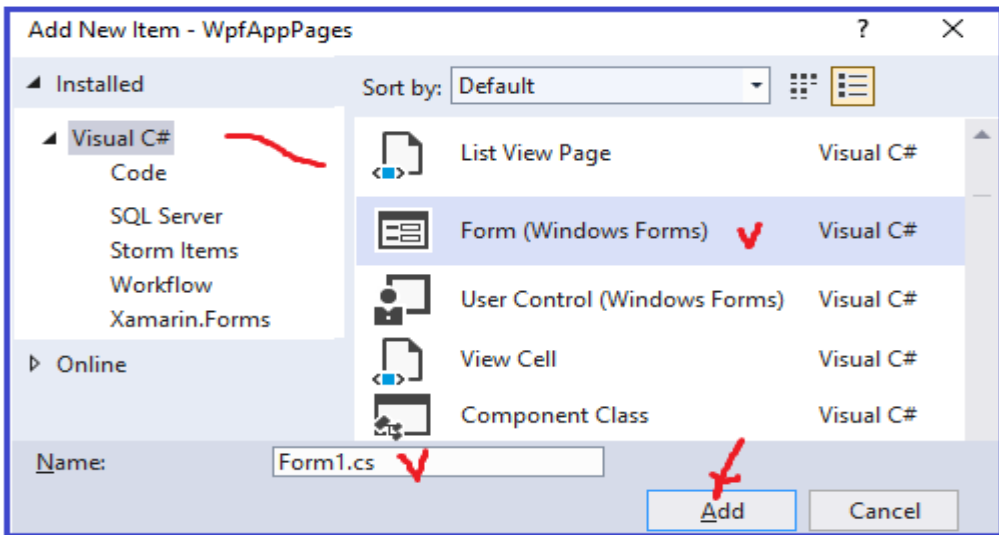 Add New Item - WpfAppPages ? ×
Installed
Visual C#
Code
SQL Server
Storm Items
Workflow
Xamarin.Forms
Online
Sort by: Default
List View Page Visual C#
Form (Windows Forms) Visual C#
User Control (Windows Forms) Visual C#
View Cell Visual C#
Component Class Visual C#
Name: Form1.cs
Add Cancel